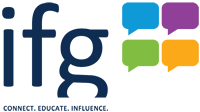 ifg
CONNECT. EDUCATE. INFLUENCE.